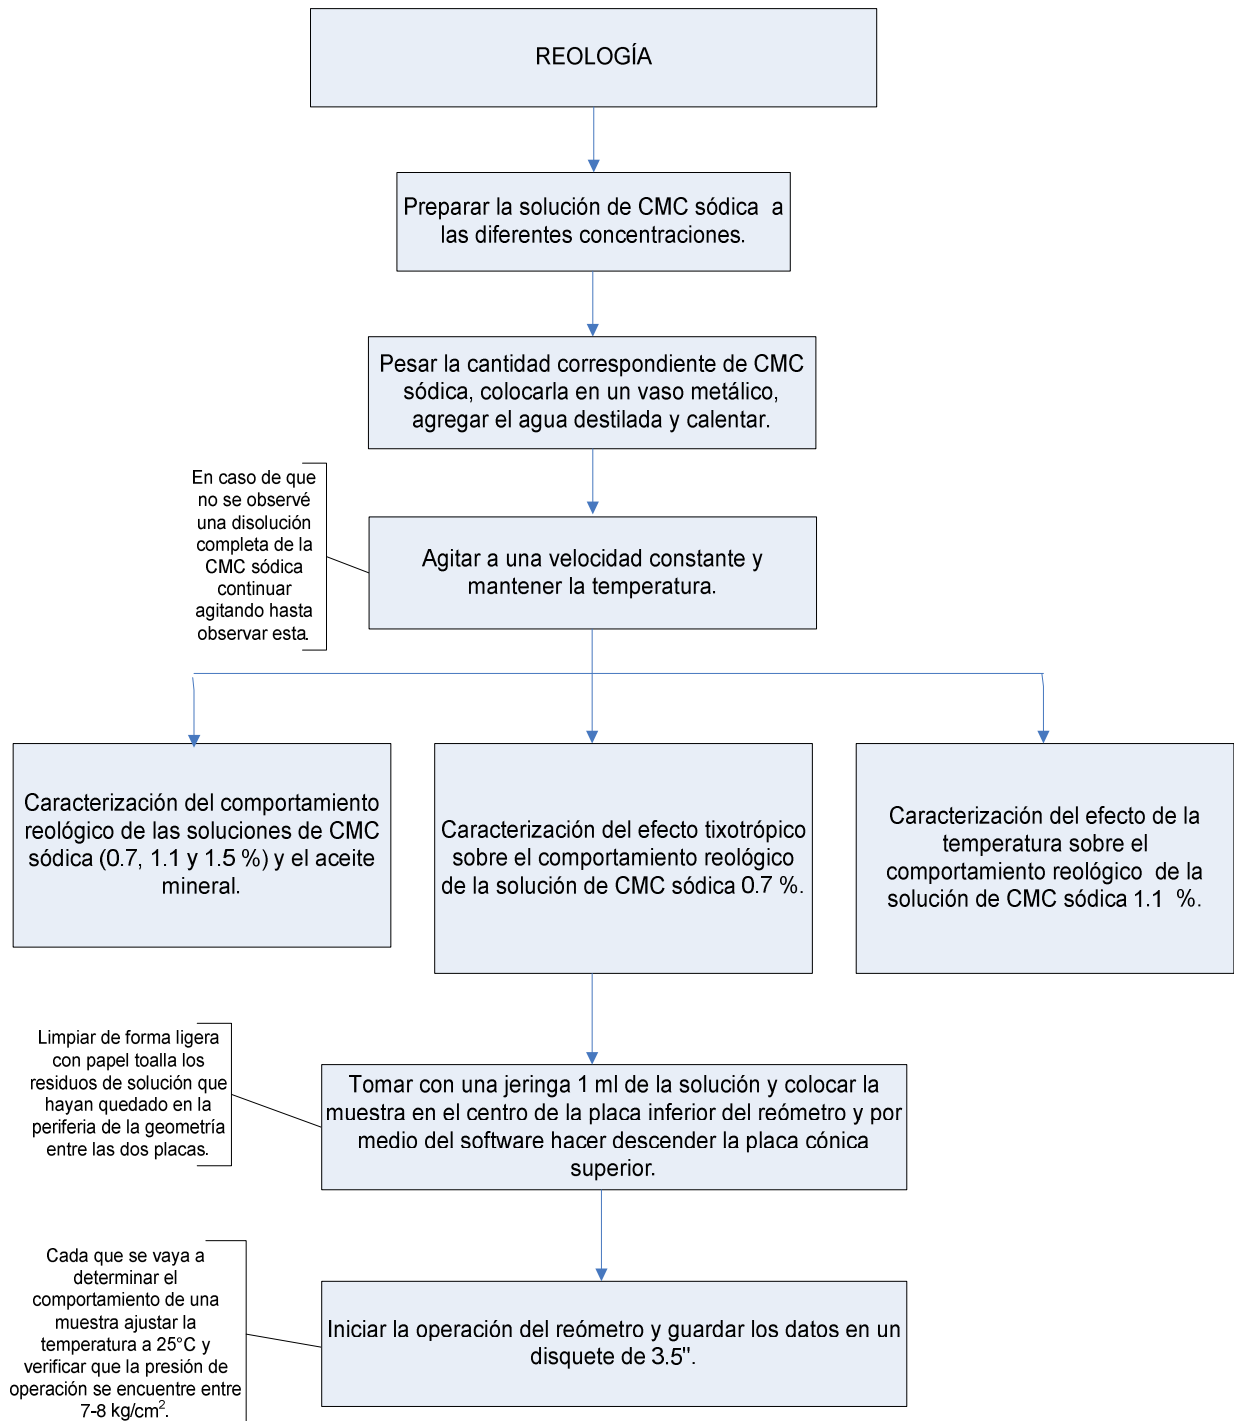 REOLOGÍA
Preparar la solución de CMC sódica a
las diferentes concentraciones.
Pesar la cantidad correspondiente de CMC
sódica, colocarla en un vaso metálico,
agregar el agua destilada y calentar.
En caso de que
no se observé
una disolución
completa de la
CMC sódica
continuar
agitando hasta
observar esta.
Agitar a una velocidad constante y
mantener la temperatura.
Caracterización del comportamiento
reológico de las soluciones de CMC
sódica (0.7, 1.1 y 1.5 %) y el aceite
mineral.
Caracterización del efecto tixotrópico
sobre el comportamiento reológico
de la solución de CMC sódica 0.7 %.
Caracterización del efecto de la
temperatura sobre el
comportamiento reológico de la
solución de CMC sódica 1.1 %.
Limpiar de forma ligera
con papel toalla los
residuos de solución que
hayan quedado en la
periferia de la geometría
entre las dos placas.
Tomar con una jeringa 1 ml de la solución y colocar la
muestra en el centro de la placa inferior del reómetro y por
medio del software hacer descender la placa cónica
superior.
Cada que se vaya a
determinar el
comportamiento de una
muestra ajustar la
temperatura a 25°C y
verificar que la presión de
operación se encuentre entre
7-8 kg/cm².
Iniciar la operación del reómetro y guardar los datos en un
disquete de 3.5".